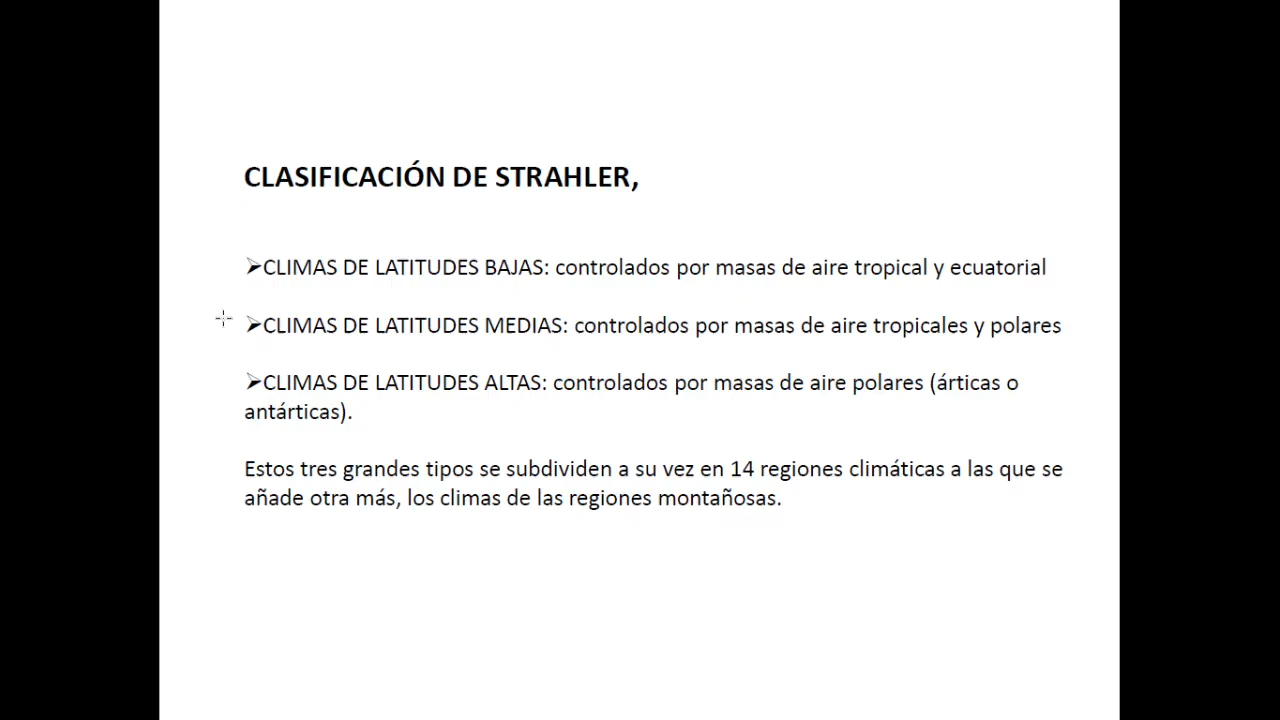 CLASIFICACIÓN DE STRAHLER,
➢CLIMAS DE LATITUDES BAJAS: controlados por masas de aire tropical y ecuatorial
➢CLIMAS DE LATITUDES MEDIAS: controlados por masas de aire tropicales y polares
➢CLIMAS DE LATITUDES ALTAS: controlados por masas de aire polares (árticas o
antárticas).
Estos tres grandes tipos se subdividen a su vez en 14 regiones climáticas a las que se
añade otra más, los climas de las regiones montañosas.